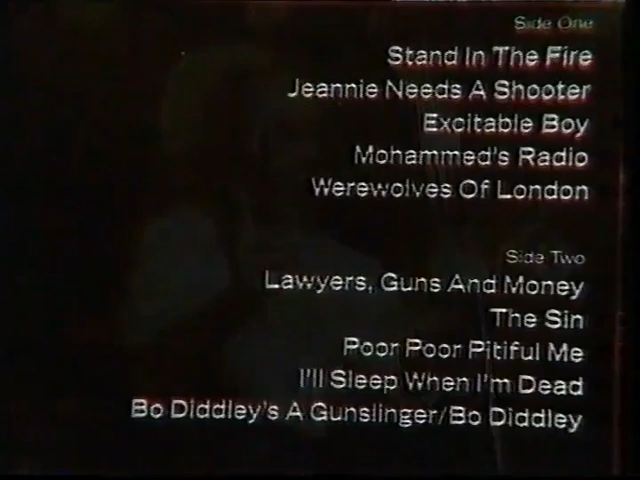 Side One
Stand In The Fire
Jeannie Needs A Shooter
Excitable Boy
Mohammed's Radio
Werewolves Of London
Side Two
Lawyers, Guns And Money
The Sin
Poor Poor Pitiful Me
I'll Sleep When I'm Dead
Bo Diddley's A Gunslinger/Bo Diddley